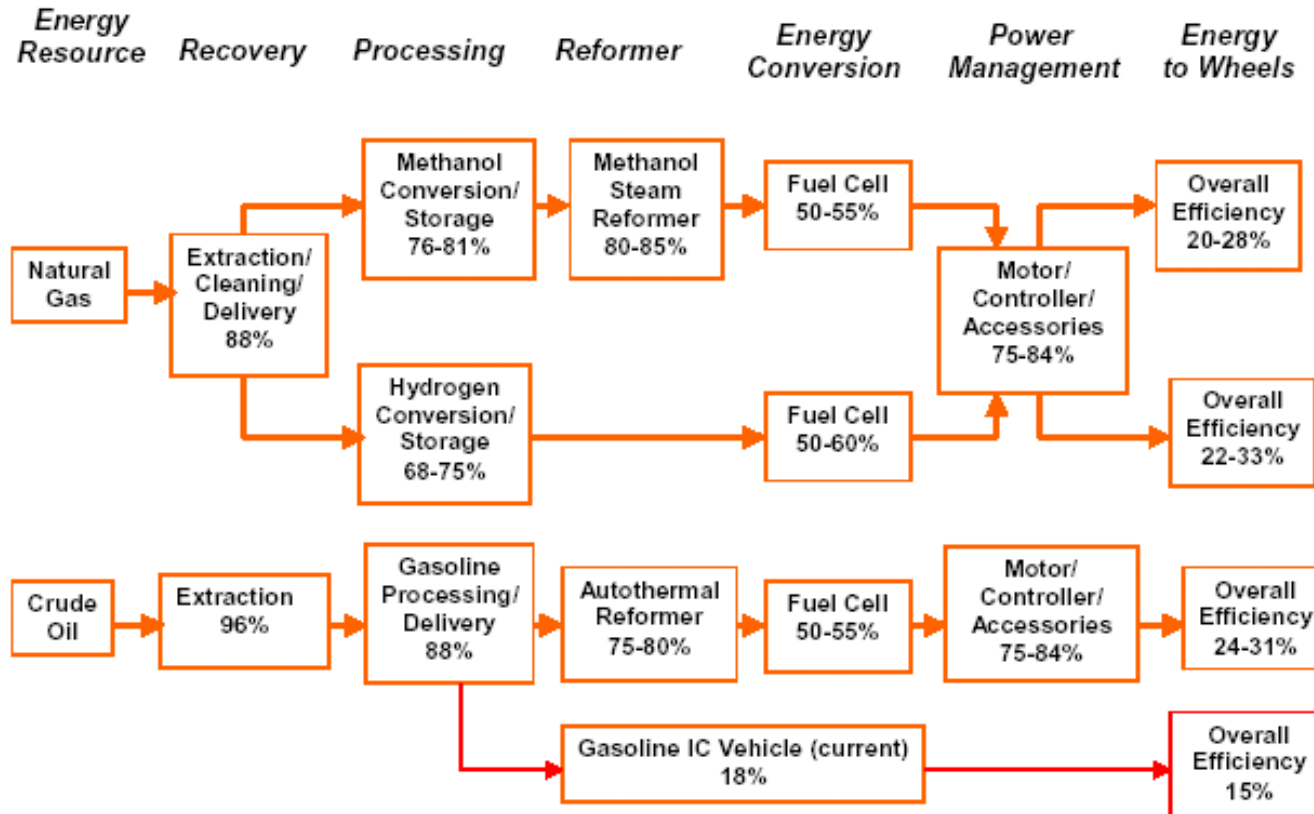 Energy
Resource
Recovery
Processing
Reformer
Energy
Conversion
Power
Management
Energy
to Wheels
Natural
Gas
Extraction/
Cleaning/
Delivery
88%
Methanol
Conversion/
Storage
76-81%
Methanol
Steam
Reformer
80-85%
Fuel Cell
50-55%
Motor/
Controller/
Accessories
75-84%
Overall
Efficiency
20-28%
Hydrogen
Conversion/
Storage
68-75%
Fuel Cell
50-60%
Overall
Efficiency
22-33%
Crude
Oil
Extraction
96%
Gasoline
Processing/
Delivery
88%
Autothermal
Reformer
75-80%
Fuel Cell
50-55%
Motor/
Controller/
Accessories
75-84%
Overall
Efficiency
24-31%
Gasoline IC Vehicle (current)
18%
Overall
Efficiency
15%